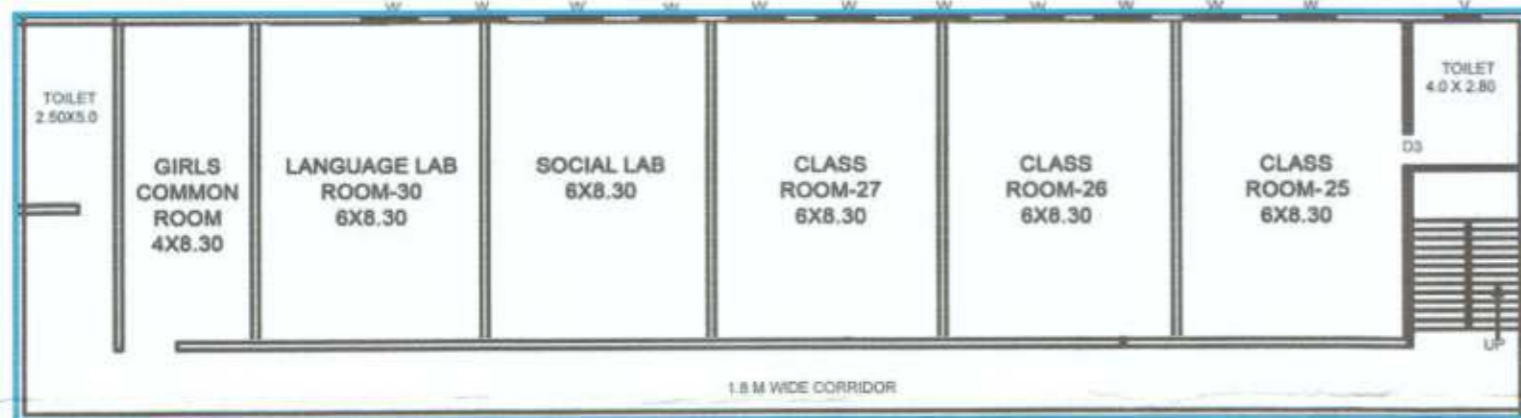 W W W W W W W W W W W V
TOILET
2.50X5.0
GIRLS
COMMON
ROOM
4X8.30
LANGUAGE LAB
ROOM-30
6X8.30
SOCIAL LAB
6X8.30
CLASS
ROOM-27
6X8.30
CLASS
ROOM-26
6X8.30
CLASS
ROOM-25
6X8.30
TOILET
4.0 X 2.80
D3
UP
1.8 M WIDE CORRIDOR